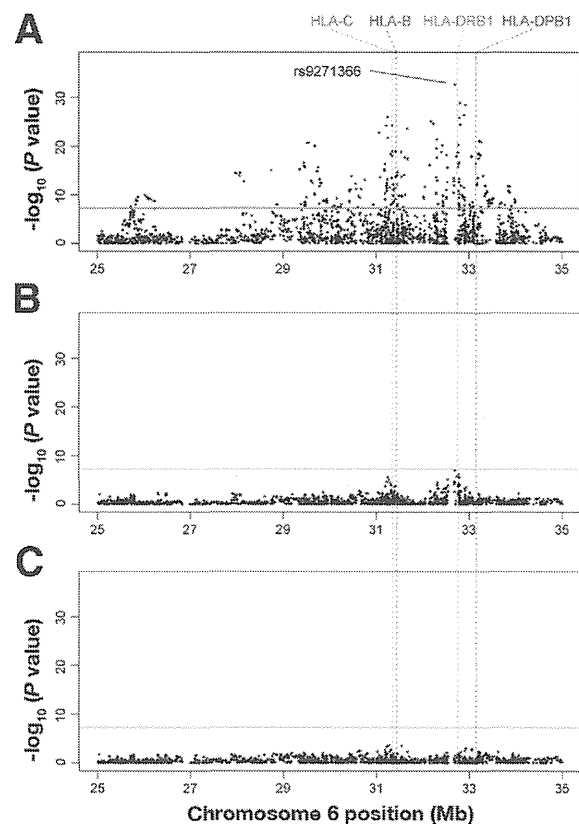 HLA-C HLA-B HLA-DRB1 HLA-DPB1
A
rs9271366
-log10 (P value)
0 10 20 30
25 27 29 31 33 35
B
-log10 (P value)
0 10 20 30
25 27 29 31 33 35
C
-log10 (P value)
0 10 20 30
25 27 29 31 33 35
Chromosome 6 position (Mb)